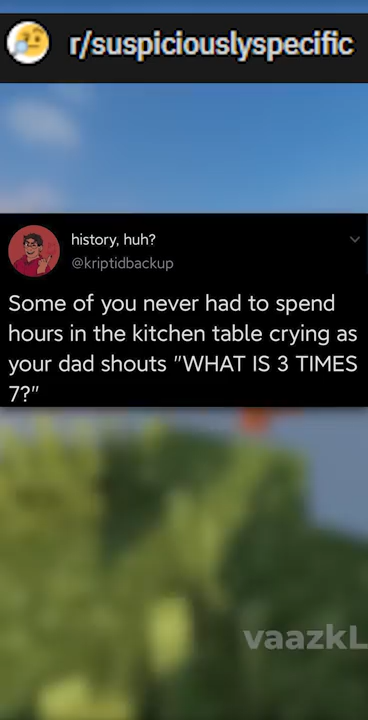 r/suspiciouslyspecific
history, huh?
@kriptidbackup
Some of you never had to spend
hours in the kitchen table crying as
your dad shouts "WHAT IS 3 TIMES
7?"
vaazkL